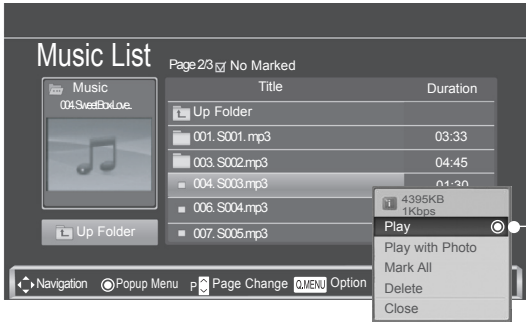 Music List
Page 2/3 No Marked
Music
004.SweetBoxLove..
Up Folder
Title Duration
Up Folder
001. S001. mp3 03:33
003. S002.mp3 04:45
004. S003.mp3 01:30
006. S004.mp3
007. S005.mp3
4395KB
1Kbps
Play
Play with Photo
Mark All
Delete
Close
Navigation Popup Menu P Page Change Q.MENU Option